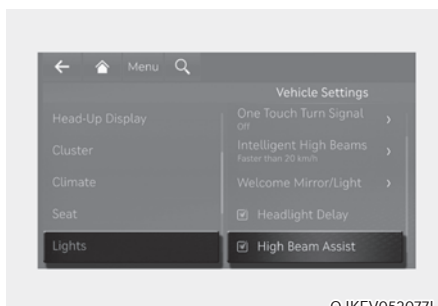 Menu
Vehicle Settings
Head-Up Display
Cluster
Climate
Seat
Lights
One Touch Turn Signal
Off
Intelligent High Beams
Faster than 20 km/h
Welcome Mirror/Light
Headlight Delay
High Beam Assist